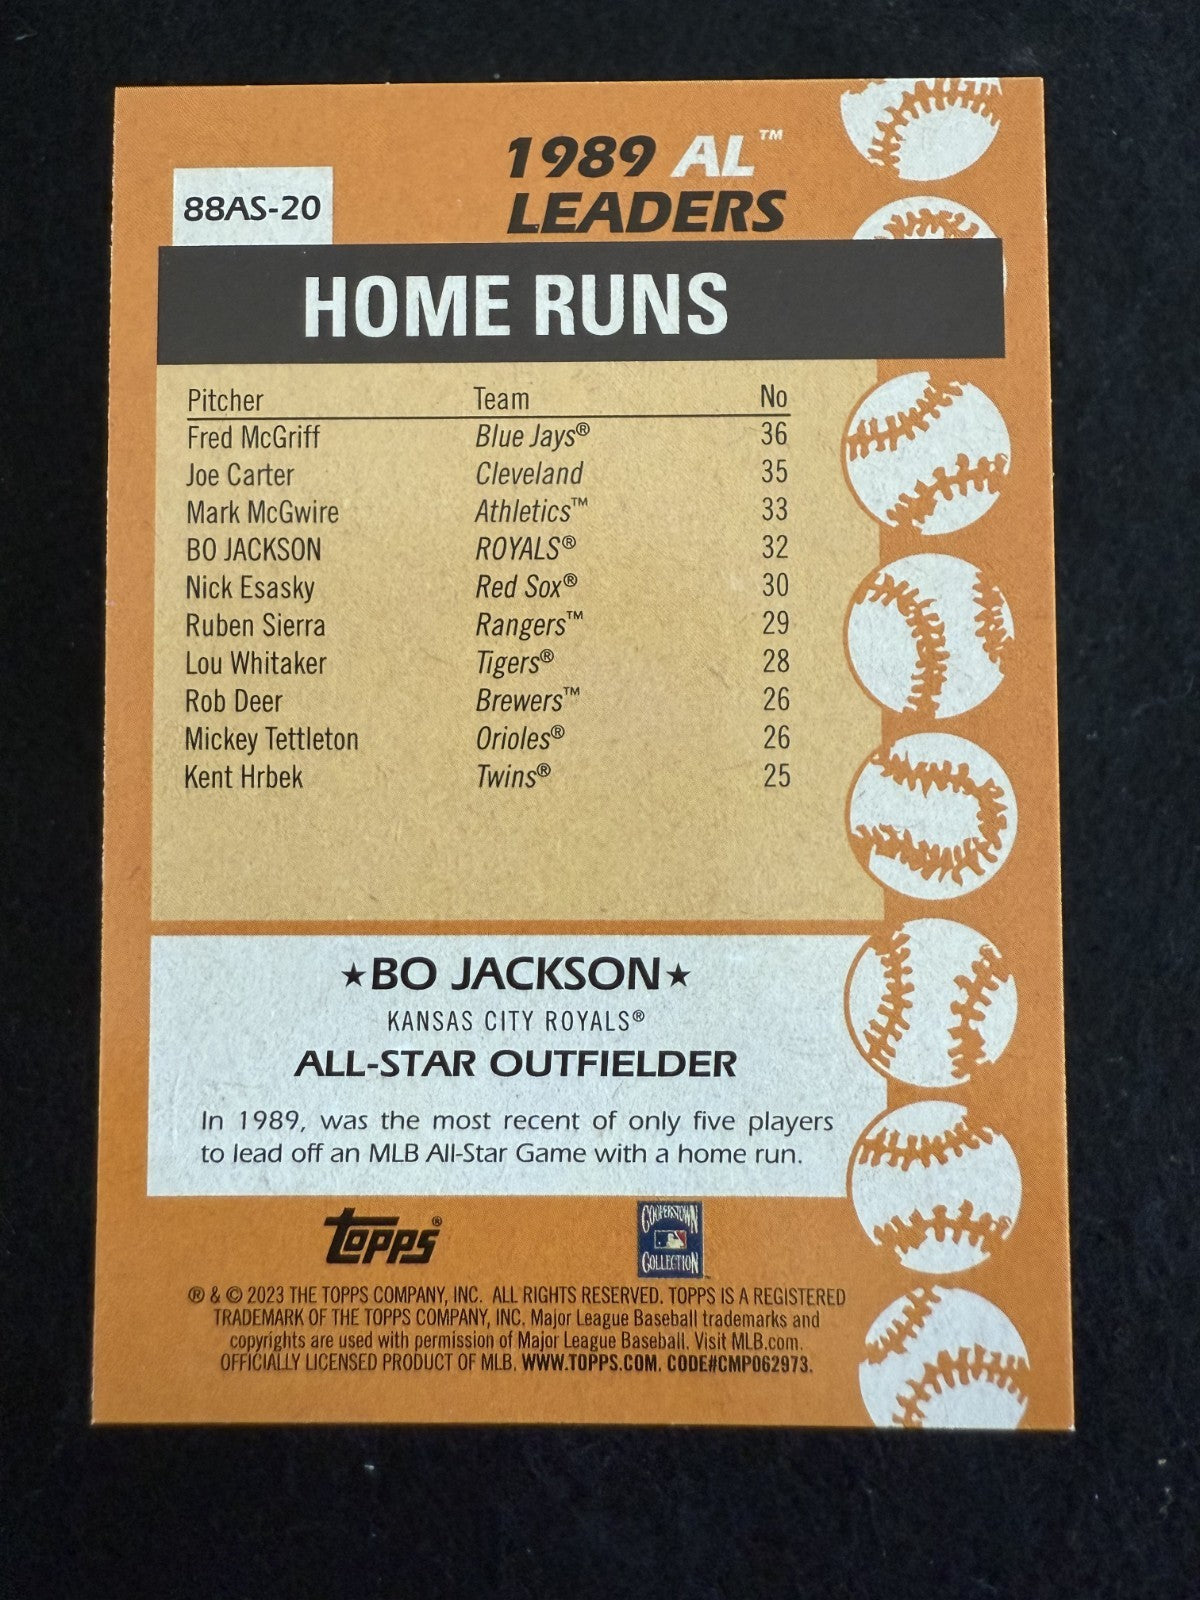 88AS-20
1989 AL™
LEADERS
HOME RUNS
Pitcher Team No
Fred McGriff Blue Jays® 36
Joe Carter Cleveland 35
Mark McGwire Athletics™ 33
BO JACKSON ROYALS® 32
Nick Esasky Red Sox® 30
Ruben Sierra Rangers™ 29
Lou Whitaker Tigers® 28
Rob Deer Brewers™ 26
Mickey Tettleton Orioles® 26
Kent Hrbek Twins® 25
★BO JACKSON★
KANSAS CITY ROYALS®
ALL-STAR OUTFIELDER
In 1989, was the most recent of only five players
to lead off an MLB All-Star Game with a home run.
Topps®
COOPERSTOWN
COLLECTION
® & © 2023 THE TOPPS COMPANY, INC. ALL RIGHTS RESERVED. TOPPS IS A REGISTERED
TRADEMARK OF THE TOPPS COMPANY, INC. Major League Baseball trademarks and
copyrights are used with permission of Major League Baseball. Visit MLB.com.
OFFICIALLY LICENSED PRODUCT OF MLB. WWW.TOPPS.COM. CODE#CMP062973.